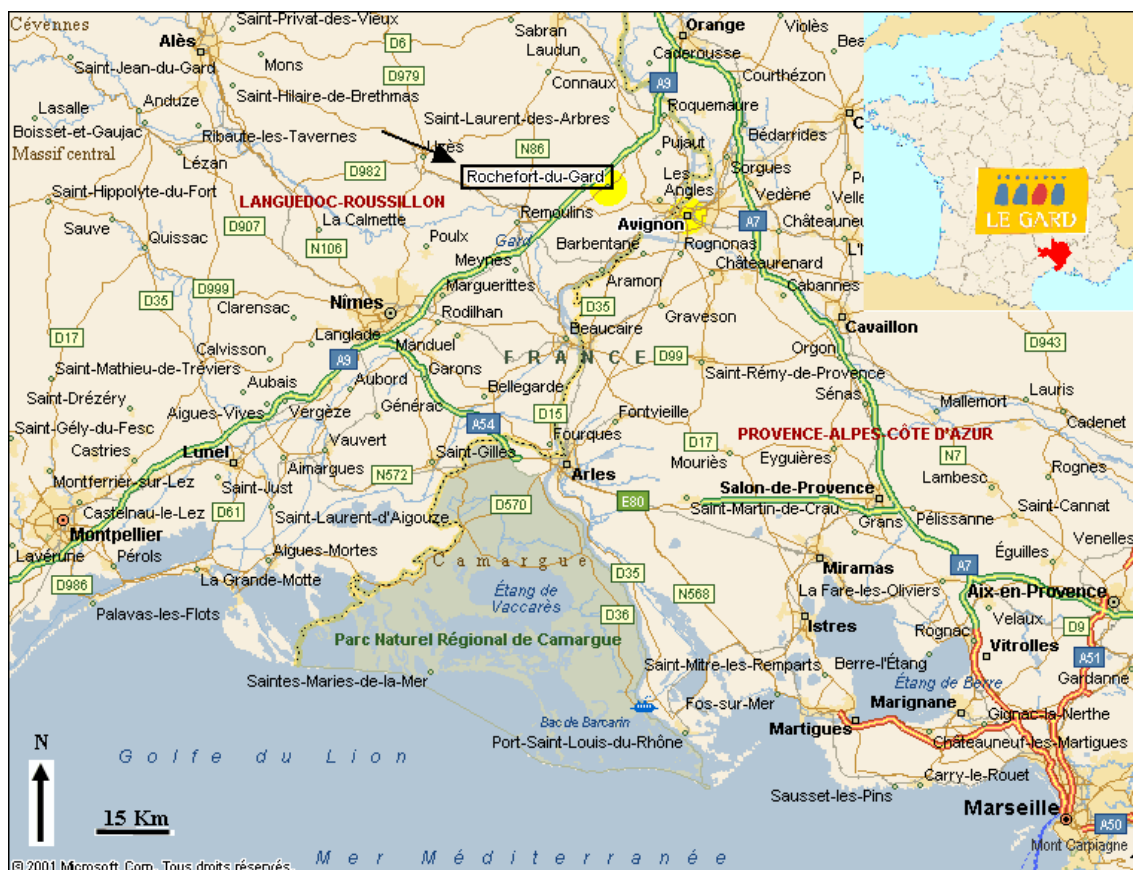 Cévennes
Saint-Privat-des-Vieux
Sabran
Orange
Violès
Alès
D6
Laudun
Caderousse
Saint-Jean-du-Gard
Mons
D979
Connaux
A9
Courthézon
Lasalle
Anduze
Saint-Hilaire-de-Brethmas
Roquemaure
Boisset-et-Gaujac
Ribaute-les-Tavernes
Saint-Laurent-des-Arbres
Bédarrides
Massif central
Lézan
D982
N86
Pujaut
Sorgues
Rochefort-du-Gard
Les
Angles
Vedène
Saint-Hippolyte-du-Fort
LANGUEDOC-ROUSSILLON
Remoulins
Avignon
A7
Châteauneu
Sauve
D907
La Calmette
Quissac
N106
Poulx
Gard
Barbentane
Rognonas
Meynes
Aramon
Châteaurenard
D999
Marguerittes
Cabannes
D35
Clarensac
Nîmes
Rodilhan
D35
Graveson
Cavaillon
D17
Langlade
Beaucaire
D943
Calvisson
A9
Manduel
FRANCE
D99
Orgon
Saint-Mathieu-de-Tréviers
Aubais
Aubord
Garons
Saint-Rémy-de-Provence
Saint-Drézéry
Bellegarde
Sénas
Lauris
Aigues-Vives
Vergèze
Générac
A54
D15
Fontvieille
Mallemort
Cadenet
Saint-Gély-du-Fesc
Vauvert
Fourques
D17
PROVENCE-ALPES-CÔTE D'AZUR
Castries
Lunel
Aimargues
N572
Saint-Gilles
Arles
Mouriès
Eyguières
N7
Rognes
Montferrier-sur-Lez
Saint-Just
Lambesc
Castelnau-le-Lez
D61
Saint-Laurent-d'Aigouze
D570
E80
Salon-de-Provence
Saint-Martin-de-Crau
Saint-Cannat
Montpellier
Grans
Pélissanne
Lavérune
Pérols
Aigues-Mortes
Camargue
Venelles
Éguilles
D986
La Grande-Motte
D35
Miramas
A7
Palavas-les-Flots
Étang de
Vaccarès
D36
N568
La Fare-les-Oliviers
Aix-en-Provence
Istres
Velaux
D9
Parc Naturel Régional de Camargue
Rognac
Vitrolles
A51
Saint-Mitre-les-Remparts
Berre-l'Étang
Saintes-Maries-de-la-Mer
Étang de Berre
Gardanne
Fos-sur-Mer
Marignane
Bac de Barcarin
Martigues
Gignac-la-Nerthe
Port-Saint-Louis-du-Rhône
Châteauneuf-les-Martigues
N
Golfe du Lion
Carry-le-Rouet
Sausset-les-Pins
Marseille
15 Km
A50
Mont Carpiagne
Mer Méditerranée
© 2001 Microsoft Corp. Tous droits réservés.
LE GARD